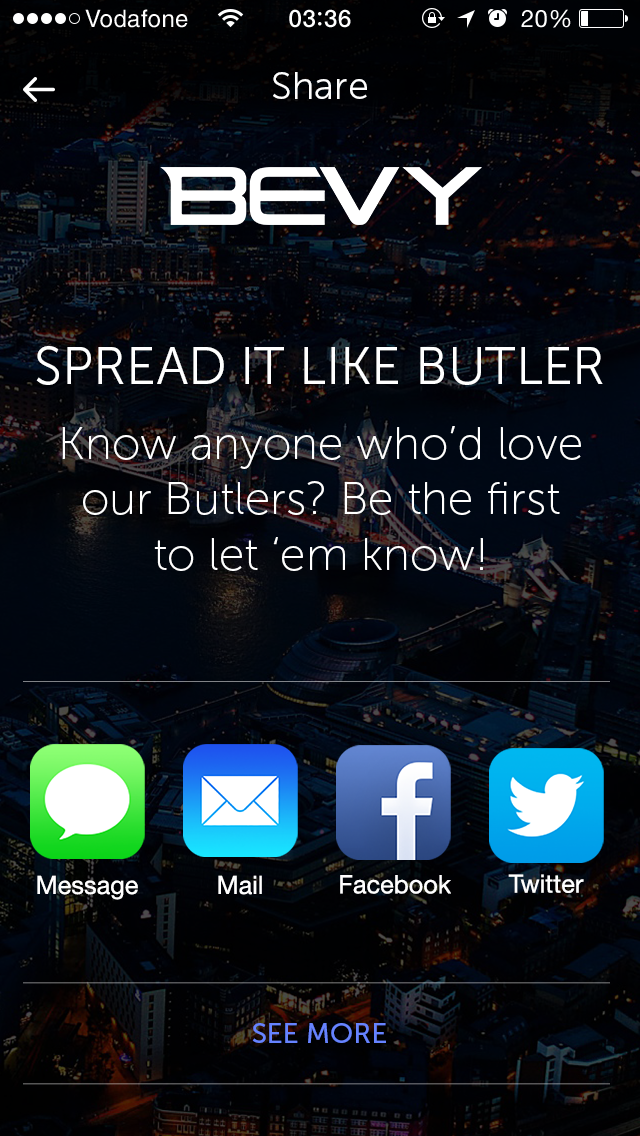 Vodafone 03:36 20%
Share
BEVY
SPREAD IT LIKE BUTLER
Know anyone who’d love
our Butlers? Be the first
to let ‘em know!
Message Mail Facebook Twitter
SEE MORE